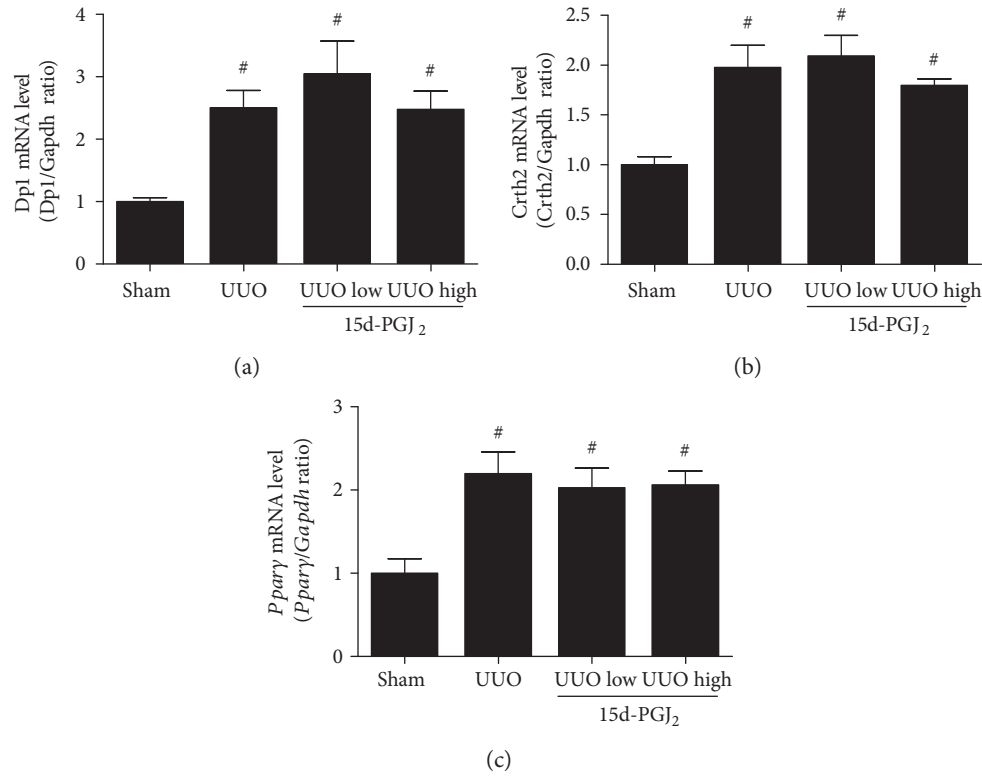 Dp1 mRNA level
(Dp1/Gapdh ratio)
4
3
2
1
0
#
#
#
Sham
UUO
UUO low UUO high
15d-PGJ₂
(a)
Crth2 mRNA level
(Crth2/Gapdh ratio)
2.5
2.0
1.5
1.0
0.5
0.0
#
#
#
Sham
UUO
UUO low UUO high
15d-PGJ₂
(b)
Pparγ mRNA level
(Pparγ/Gapdh ratio)
3
2
1
0
#
#
#
Sham
UUO
UUO low UUO high
15d-PGJ₂
(c)